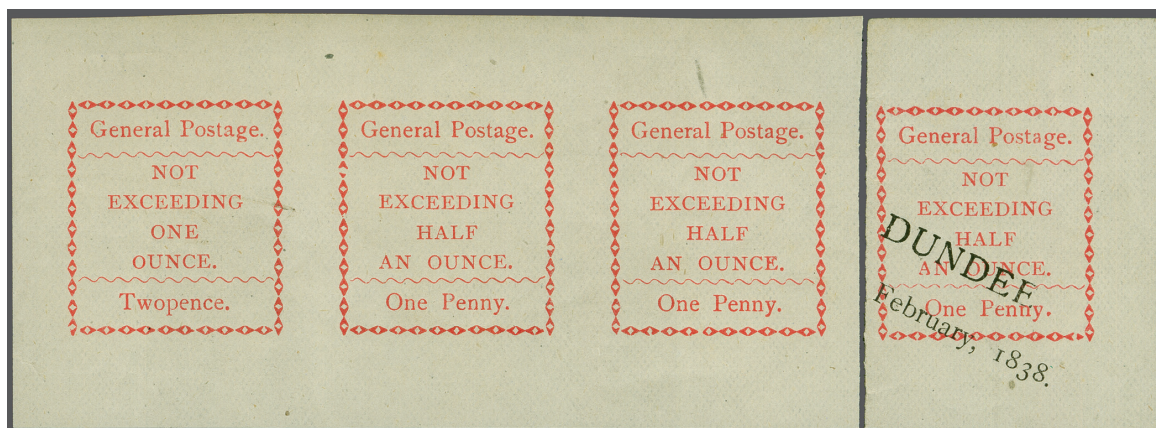 General Postage.
NOT
EXCEEDING
ONE
OUNCE.
Twopence.
General Postage.
NOT
EXCEEDING
HALF
AN OUNCE.
One Penny.
General Postage.
NOT
EXCEEDING
HALF
AN OUNCE.
One Penny.
General Postage.
NOT
EXCEEDING
HALF
AN OUNCE.
One Penny.
DUNDEE
February, 1838.